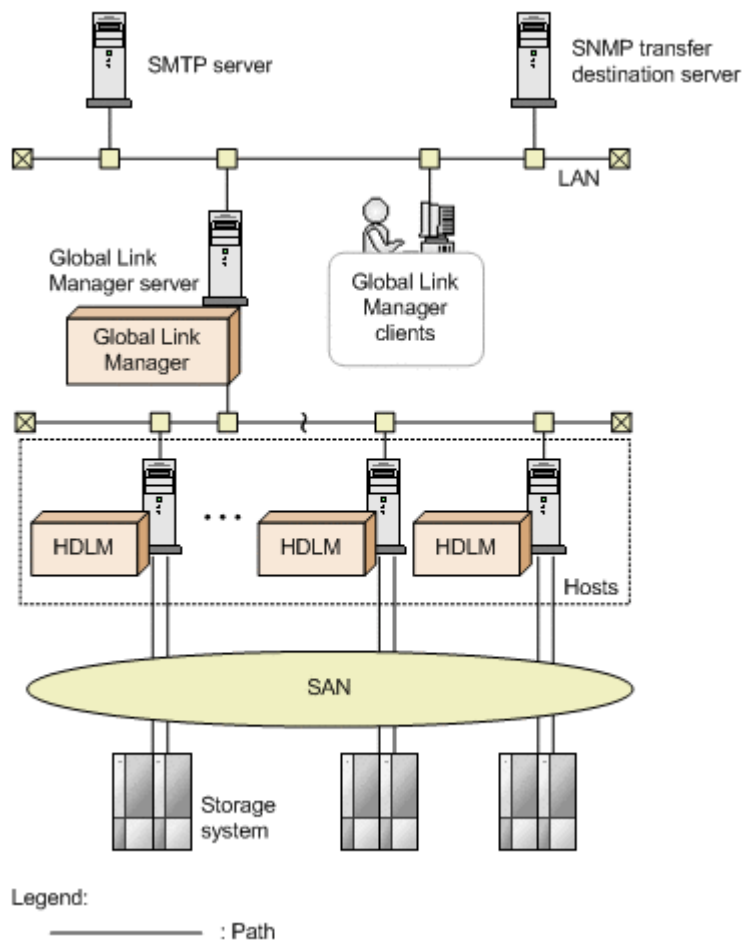 SMTP server
SNMP transfer
destination server
LAN
Global Link
Manager server
Global Link
Manager
clients
Global Link
Manager
HDLM
...
HDLM
HDLM
Hosts
SAN
Storage
system
Legend:
: Path